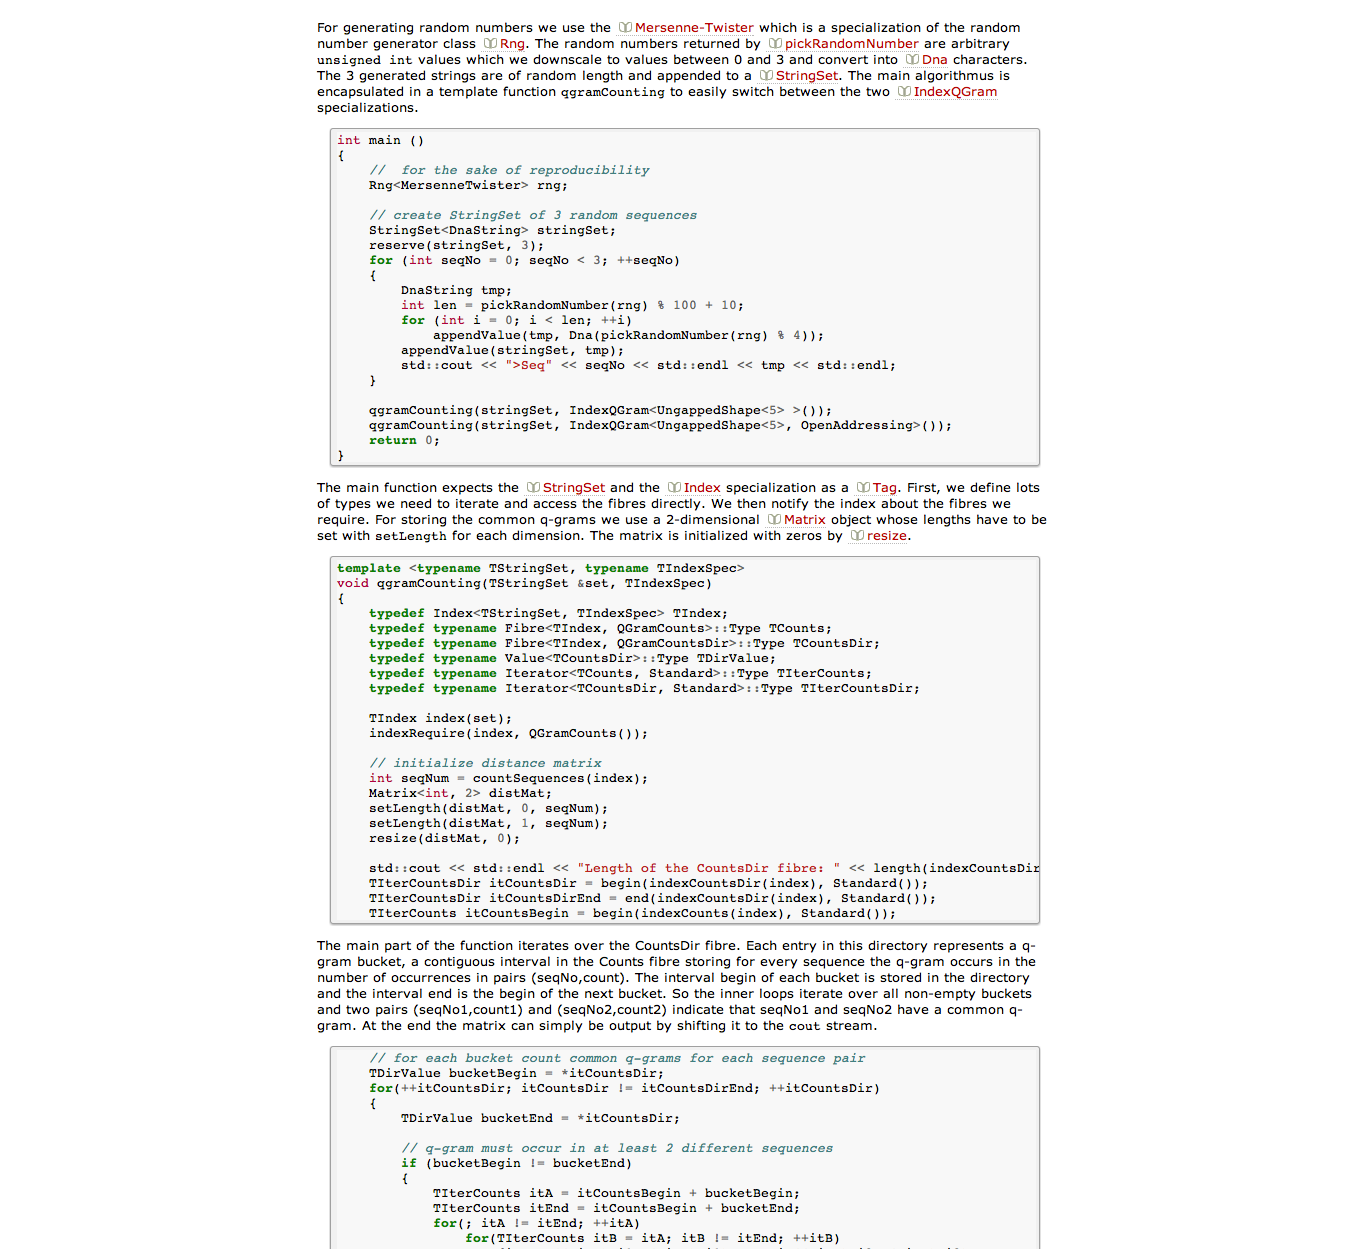 For generating random numbers we use the Mersenne-Twister which is a specialization of the random
number generator class Rng. The random numbers returned by pickRandomNumber are arbitrary
unsigned int values which we downscale to values between 0 and 3 and convert into Dna characters.
The 3 generated strings are of random length and appended to a StringSet. The main algorithmus is
encapsulated in a template function qgramCounting to easily switch between the two IndexQGram
specializations.
int main ()
{
    //  for the sake of reproducibility
    Rng<MersenneTwister> rng;
    // create StringSet of 3 random sequences
    StringSet<DnaString> stringSet;
    reserve(stringSet, 3);
    for (int seqNo = 0; seqNo < 3; ++seqNo)
    {
        DnaString tmp;
        int len = pickRandomNumber(rng) % 100 + 10;
        for (int i = 0; i < len; ++i)
            appendValue(tmp, Dna(pickRandomNumber(rng) % 4));
        appendValue(stringSet, tmp);
        std::cout << ">Seq" << seqNo << std::endl << tmp << std::endl;
    }
    qgramCounting(stringSet, IndexQGram<UngappedShape<5> >());
    qgramCounting(stringSet, IndexQGram<UngappedShape<5>, OpenAddressing>());
    return 0;
}
The main function expects the StringSet and the Index specialization as a Tag. First, we define lots
of types we need to iterate and access the fibres directly. We then notify the index about the fibres we
require. For storing the common q-grams we use a 2-dimensional Matrix object whose lengths have to be
set with setLength for each dimension. The matrix is initialized with zeros by resize.
template <typename TStringSet, typename TIndexSpec>
void qgramCounting(TStringSet &set, TIndexSpec)
{
    typedef Index<TStringSet, TIndexSpec> TIndex;
    typedef typename Fibre<TIndex, QGramCounts>::Type TCounts;
    typedef typename Fibre<TIndex, QGramCountsDir>::Type TCountsDir;
    typedef typename Value<TCountsDir>::Type TDirValue;
    typedef typename Iterator<TCounts, Standard>::Type TIterCounts;
    typedef typename Iterator<TCountsDir, Standard>::Type TIterCountsDir;
    TIndex index(set);
    indexRequire(index, QGramCounts());
    // initialize distance matrix
    int seqNum = countSequences(index);
    Matrix<int, 2> distMat;
    setLength(distMat, 0, seqNum);
    setLength(distMat, 1, seqNum);
    resize(distMat, 0);
    std::cout << std::endl << "Length of the CountsDir fibre: " << length(indexCountsDir
    TIterCountsDir itCountsDir = begin(indexCountsDir(index), Standard());
    TIterCountsDir itCountsDirEnd = end(indexCountsDir(index), Standard());
    TIterCounts itCountsBegin = begin(indexCounts(index), Standard());
The main part of the function iterates over the CountsDir fibre. Each entry in this directory represents a q-
gram bucket, a contiguous interval in the Counts fibre storing for every sequence the q-gram occurs in the
number of occurrences in pairs (seqNo,count). The interval begin of each bucket is stored in the directory
and the interval end is the begin of the next bucket. So the inner loops iterate over all non-empty buckets
and two pairs (seqNo1,count1) and (seqNo2,count2) indicate that seqNo1 and seqNo2 have a common q-
gram. At the end the matrix can simply be output by shifting it to the cout stream.
    // for each bucket count common q-grams for each sequence pair
    TDirValue bucketBegin = *itCountsDir;
    for(++itCountsDir; itCountsDir != itCountsDirEnd; ++itCountsDir)
    {
        TDirValue bucketEnd = *itCountsDir;
        // q-gram must occur in at least 2 different sequences
        if (bucketBegin != bucketEnd)
        {
            TIterCounts itA = itCountsBegin + bucketBegin;
            TIterCounts itEnd = itCountsBegin + bucketEnd;
            for(; itA != itEnd; ++itA)
                for(TIterCounts itB = itA; itB != itEnd; ++itB)